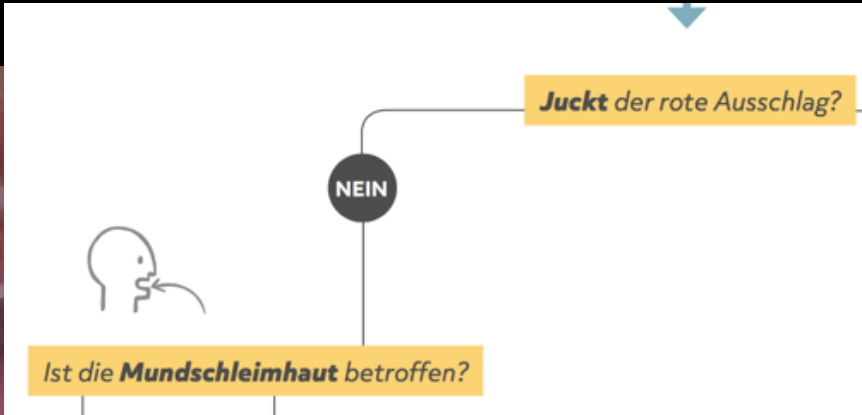 Juckt der rote Ausschlag?
NEIN
Ist die Mundschleimhaut betroffen?